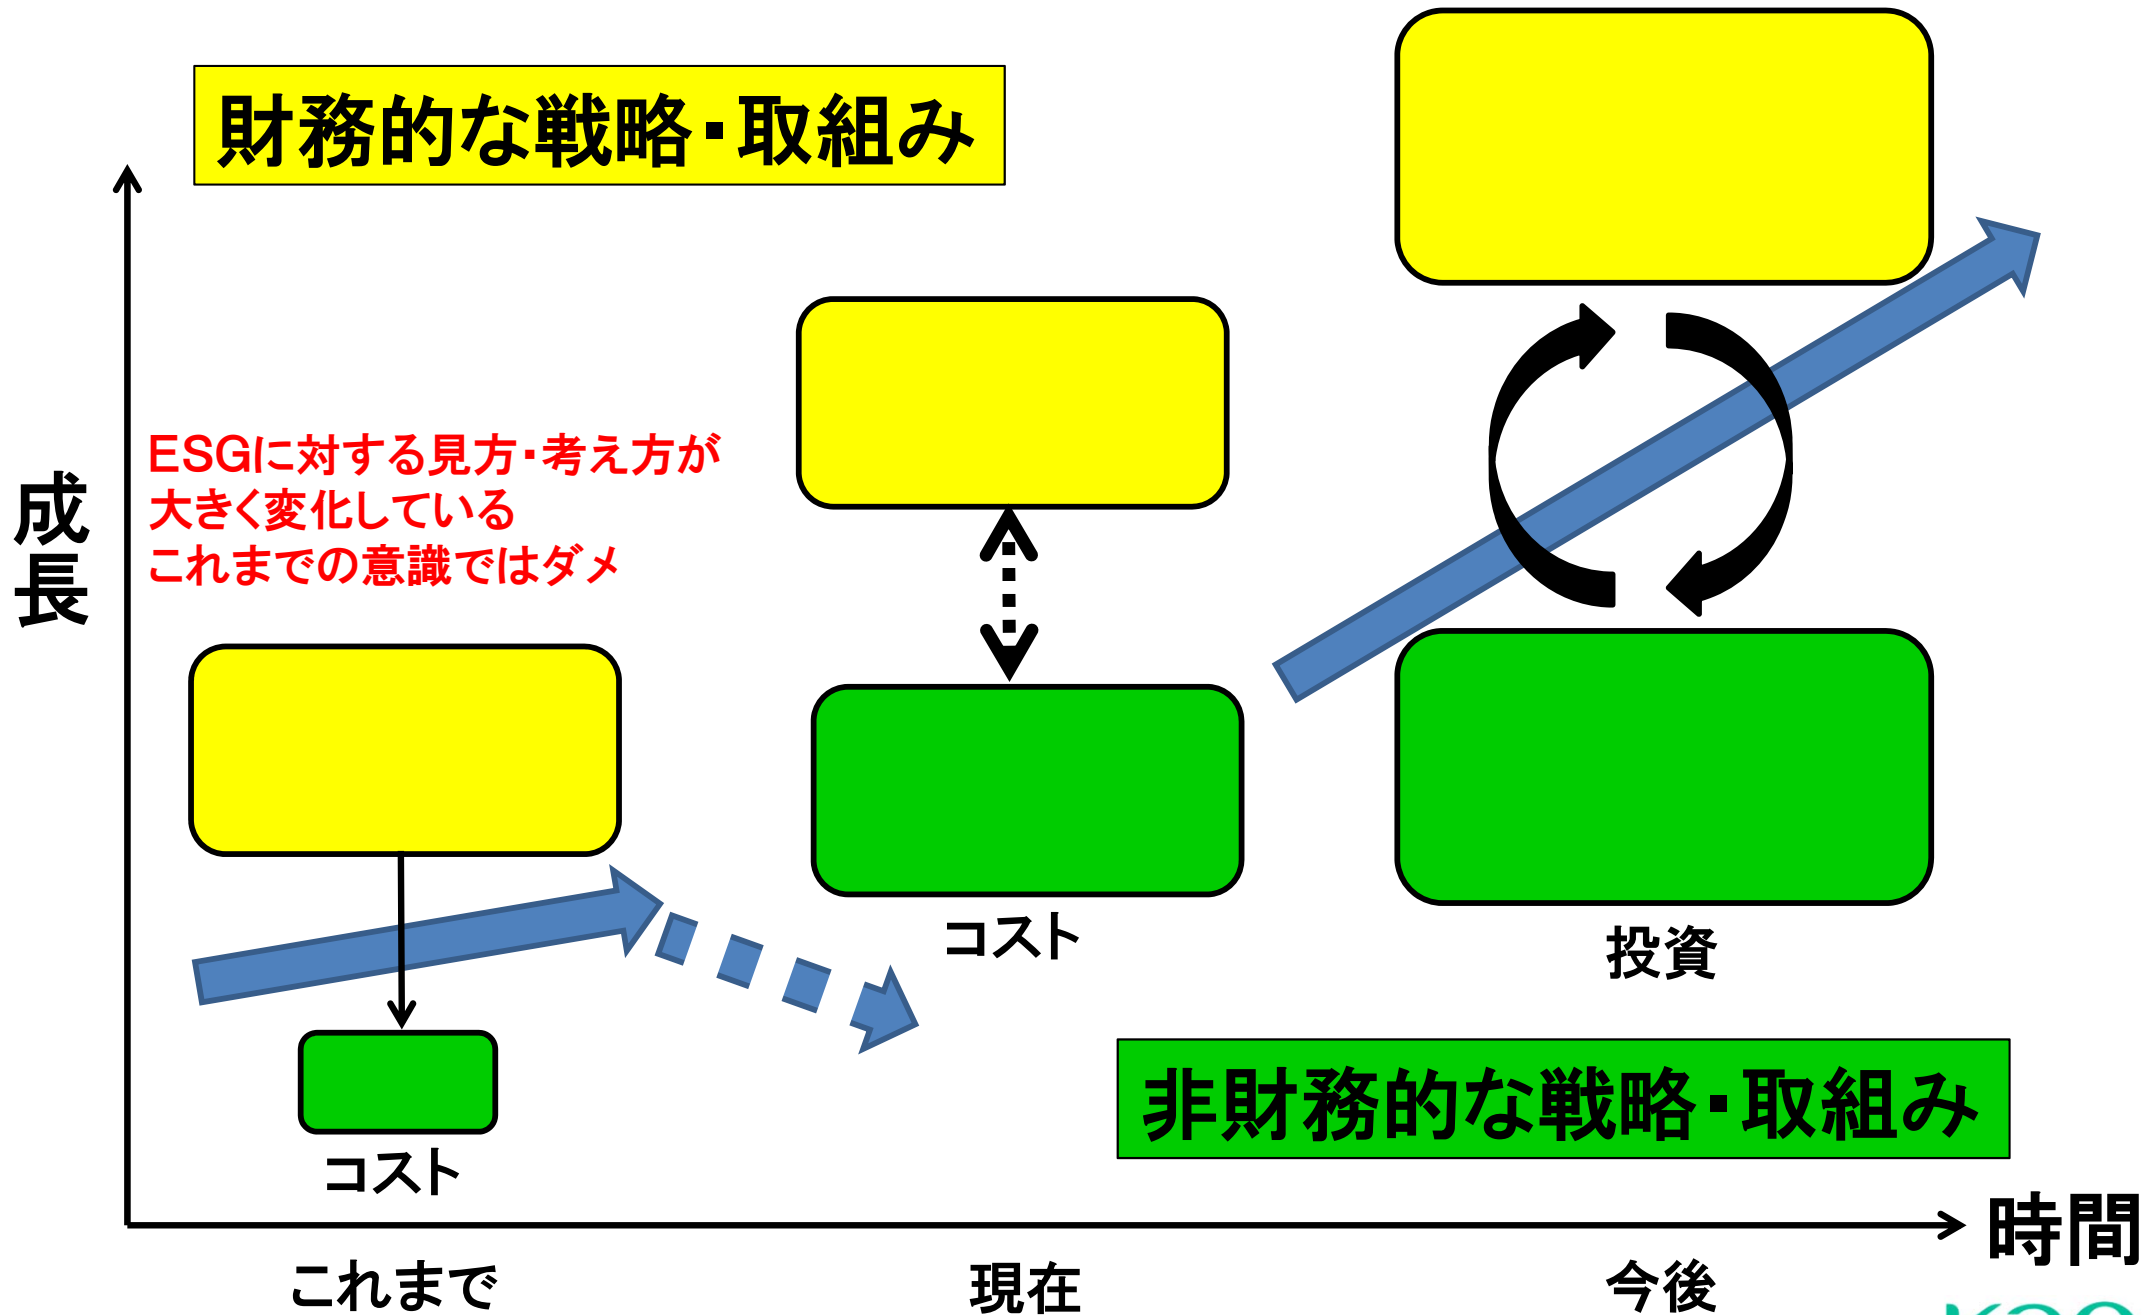 財務的な戦略・取組み
ESGに対する見方・考え方が
大きく変化している
これまでの意識ではダメ
成長
コスト
投資
非財務的な戦略・取組み
コスト
時間
これまで
現在
今後